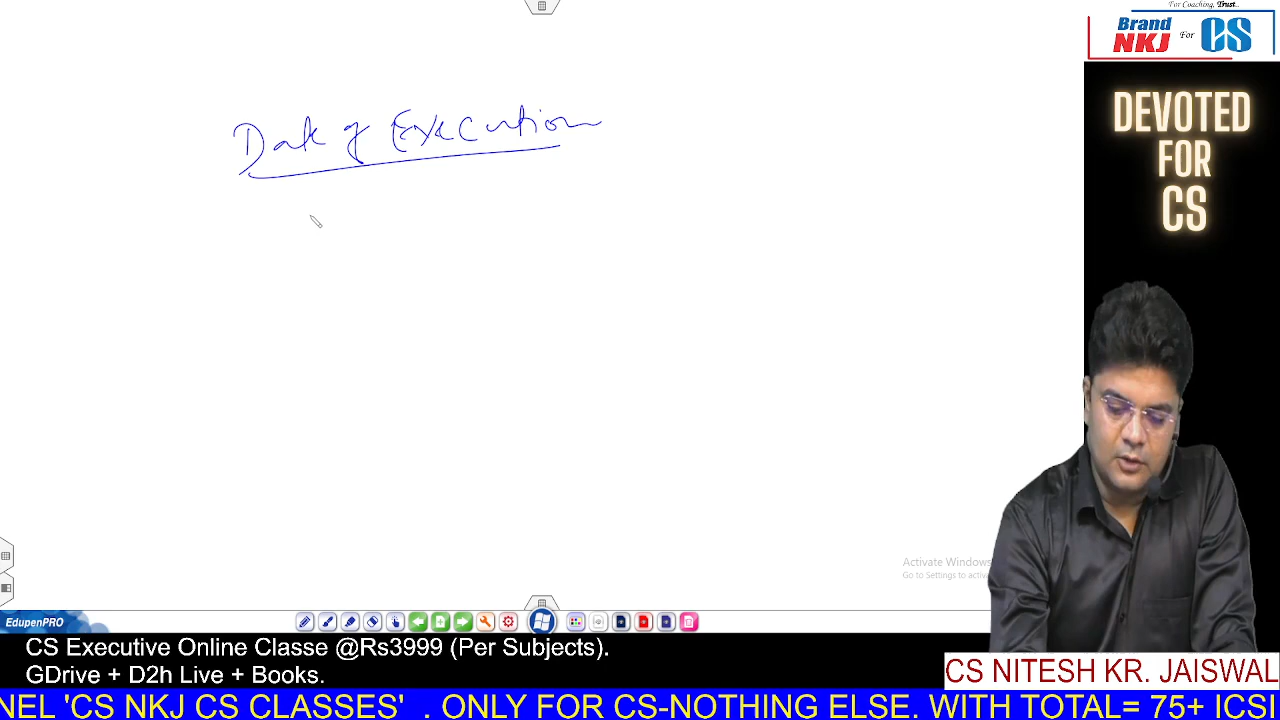 For Coaching, Trust..
Brand NKJ For CS
Date of Execution
DEVOTED
FOR
CS
Activate Windows
Go to Settings to activ
EdupenPRO
CS Executive Online Classe @Rs3999 (Per Subjects).
GDrive + D2h Live + Books.
CS NITESH KR. JAISWAL
NEL 'CS NKJ CS CLASSES' . ONLY FOR CS-NOTHING ELSE. WITH TOTAL= 75+ ICSI